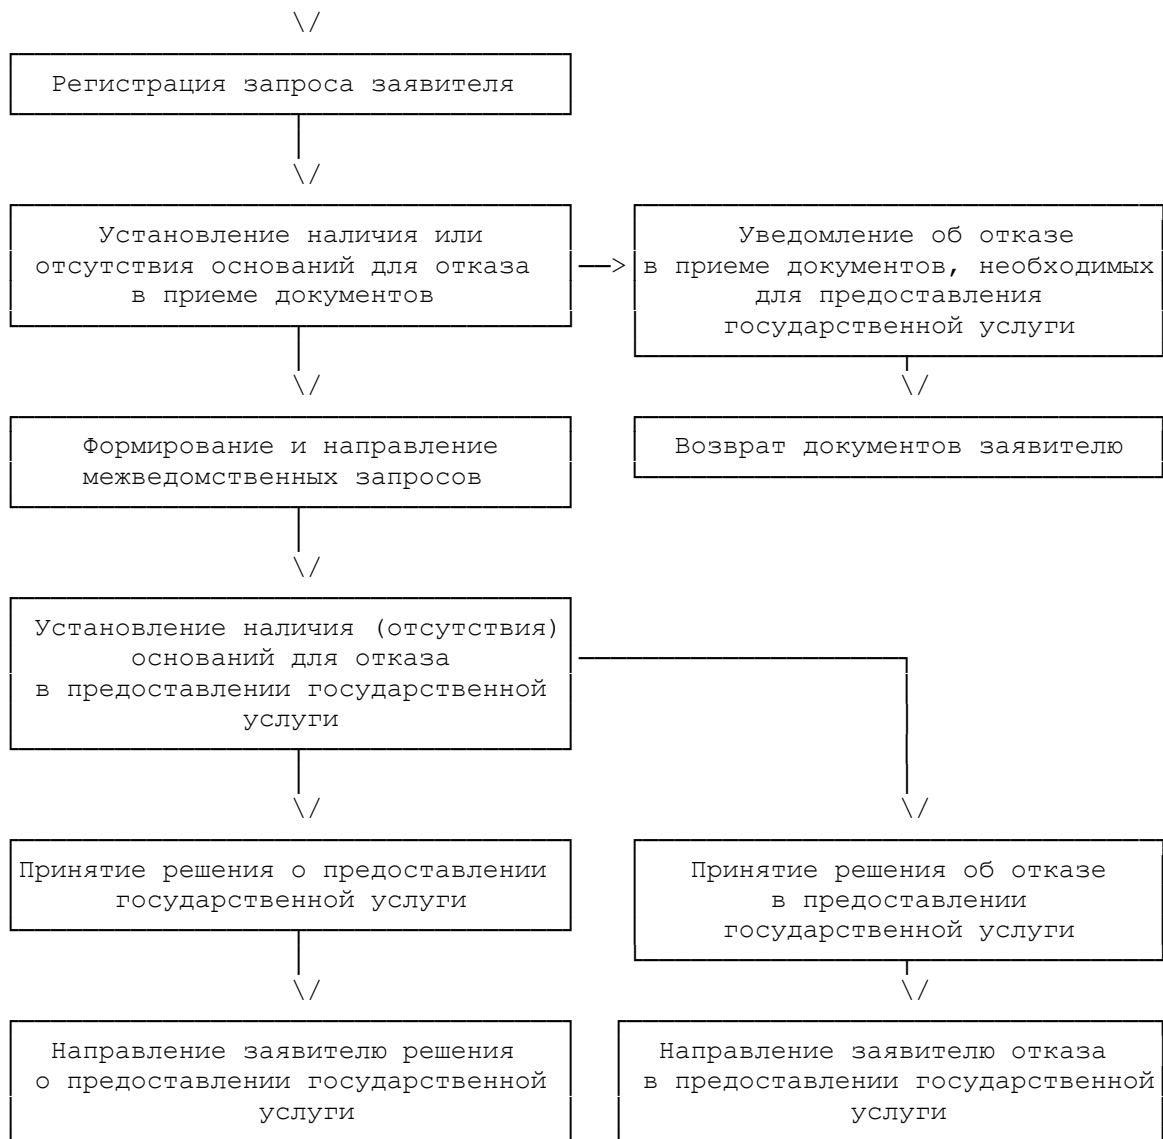 Регистрация запроса заявителя
Установление наличия или
отсутствия оснований для отказа
в приеме документов
Уведомление об отказе
в приеме документов, необходимых
для предоставления
государственной услуги
Формирование и направление
межведомственных запросов
Возврат документов заявителю
Установление наличия (отсутствия)
оснований для отказа
в предоставлении государственной
услуги
Принятие решения о предоставлении
государственной услуги
Принятие решения об отказе
в предоставлении
государственной услуги
Направление заявителю решения
о предоставлении государственной
услуги
Направление заявителю отказа
в предоставлении государственной
услуги